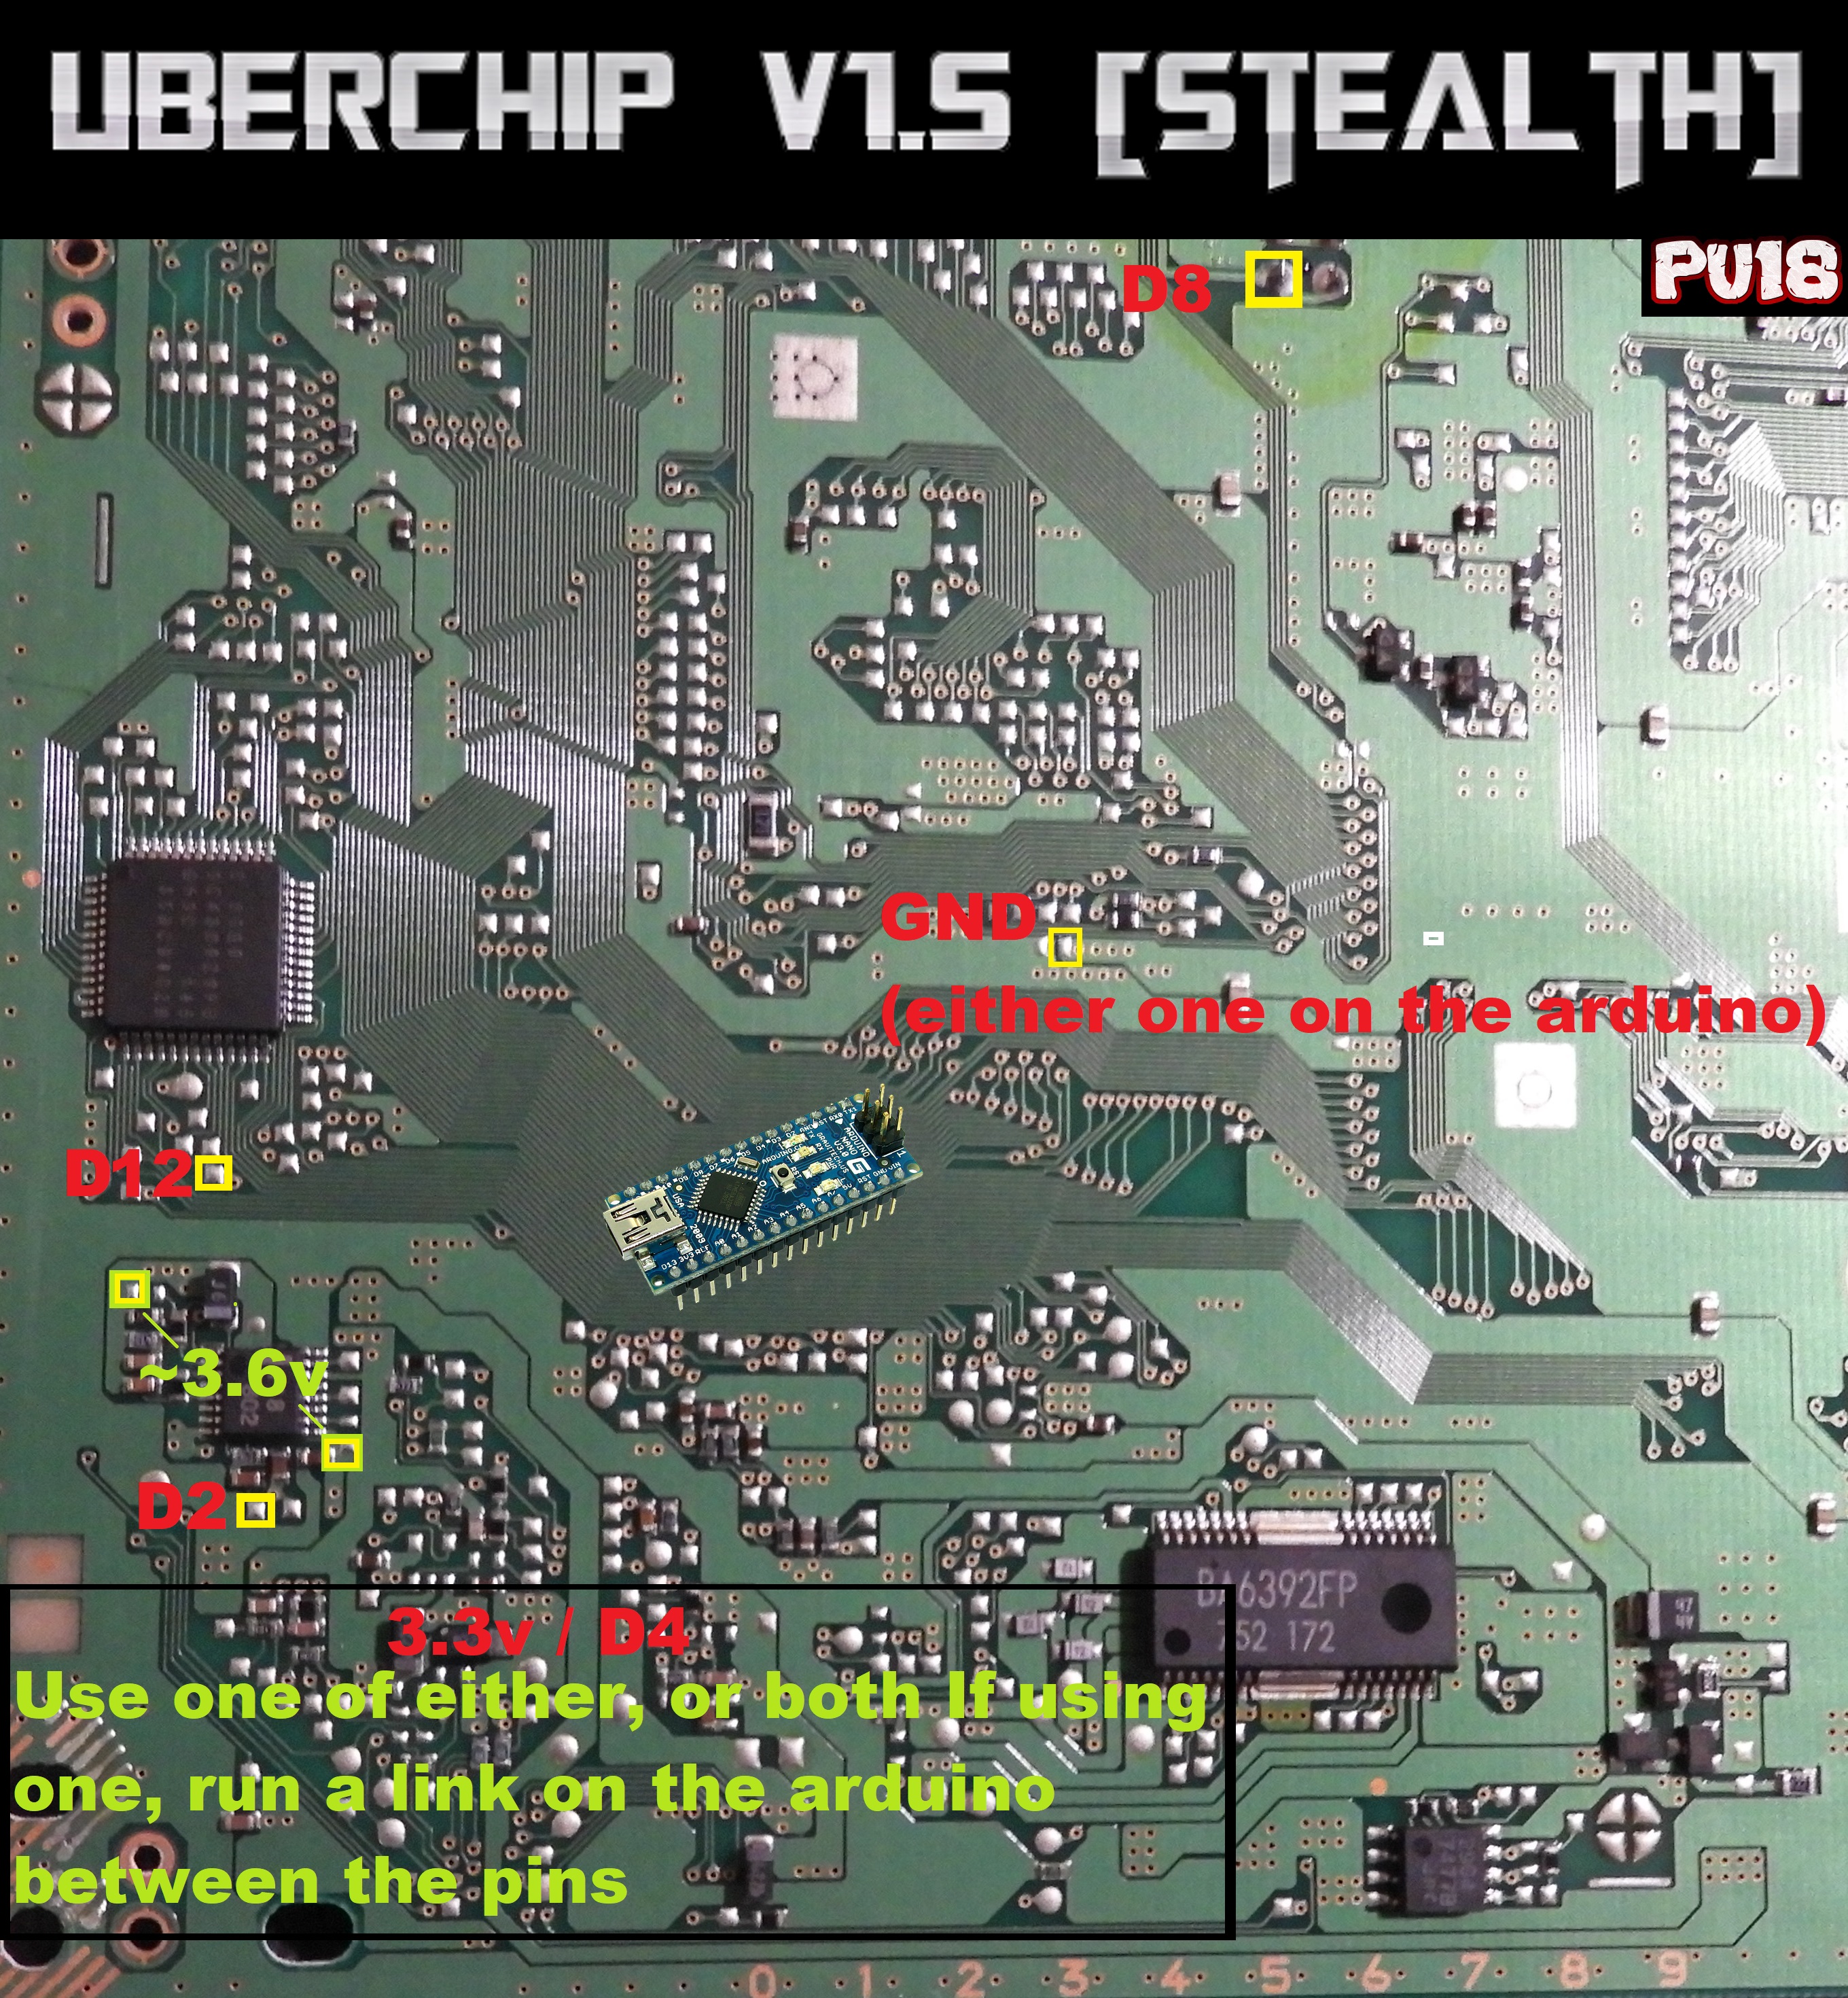 UBERCHIP V1.5 [STEALTH]
PU18
D8
GND
(either one on the arduino)
D12
~3.6v
D2
BA6392FP
752 172
3.3v / D4
Use one of either, or both If using
one, run a link on the arduino
between the pins
0 1 2 3 4 5 6 7 8 9